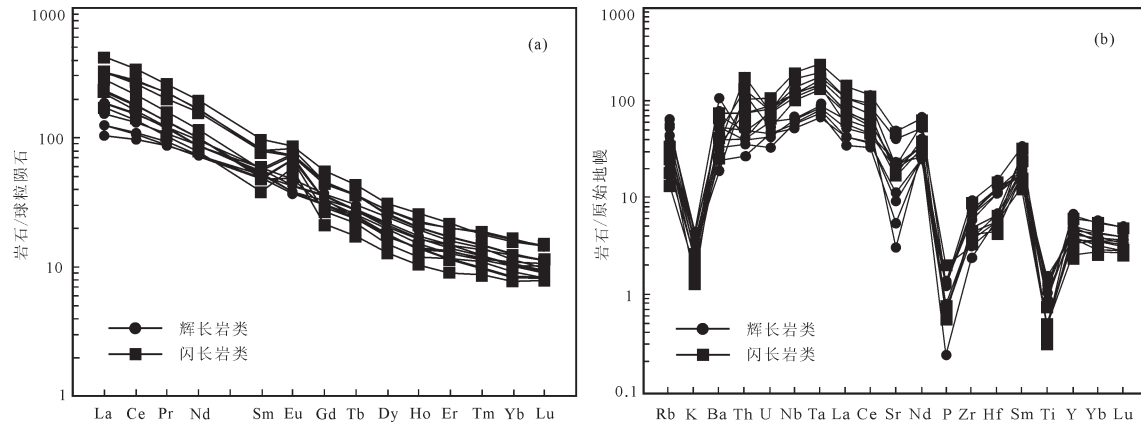 1000
100
10
1
岩石/球粒陨石
(a)
辉长岩类
闪长岩类
La Ce Pr Nd Sm Eu Gd Tb Dy Ho Er Tm Yb Lu
1000
100
10
1
0.1
岩石/原始地幔
(b)
辉长岩类
闪长岩类
Rb K Ba Th U Nb Ta La Ce Sr Nd P Zr Hf Sm Ti Y Yb Lu